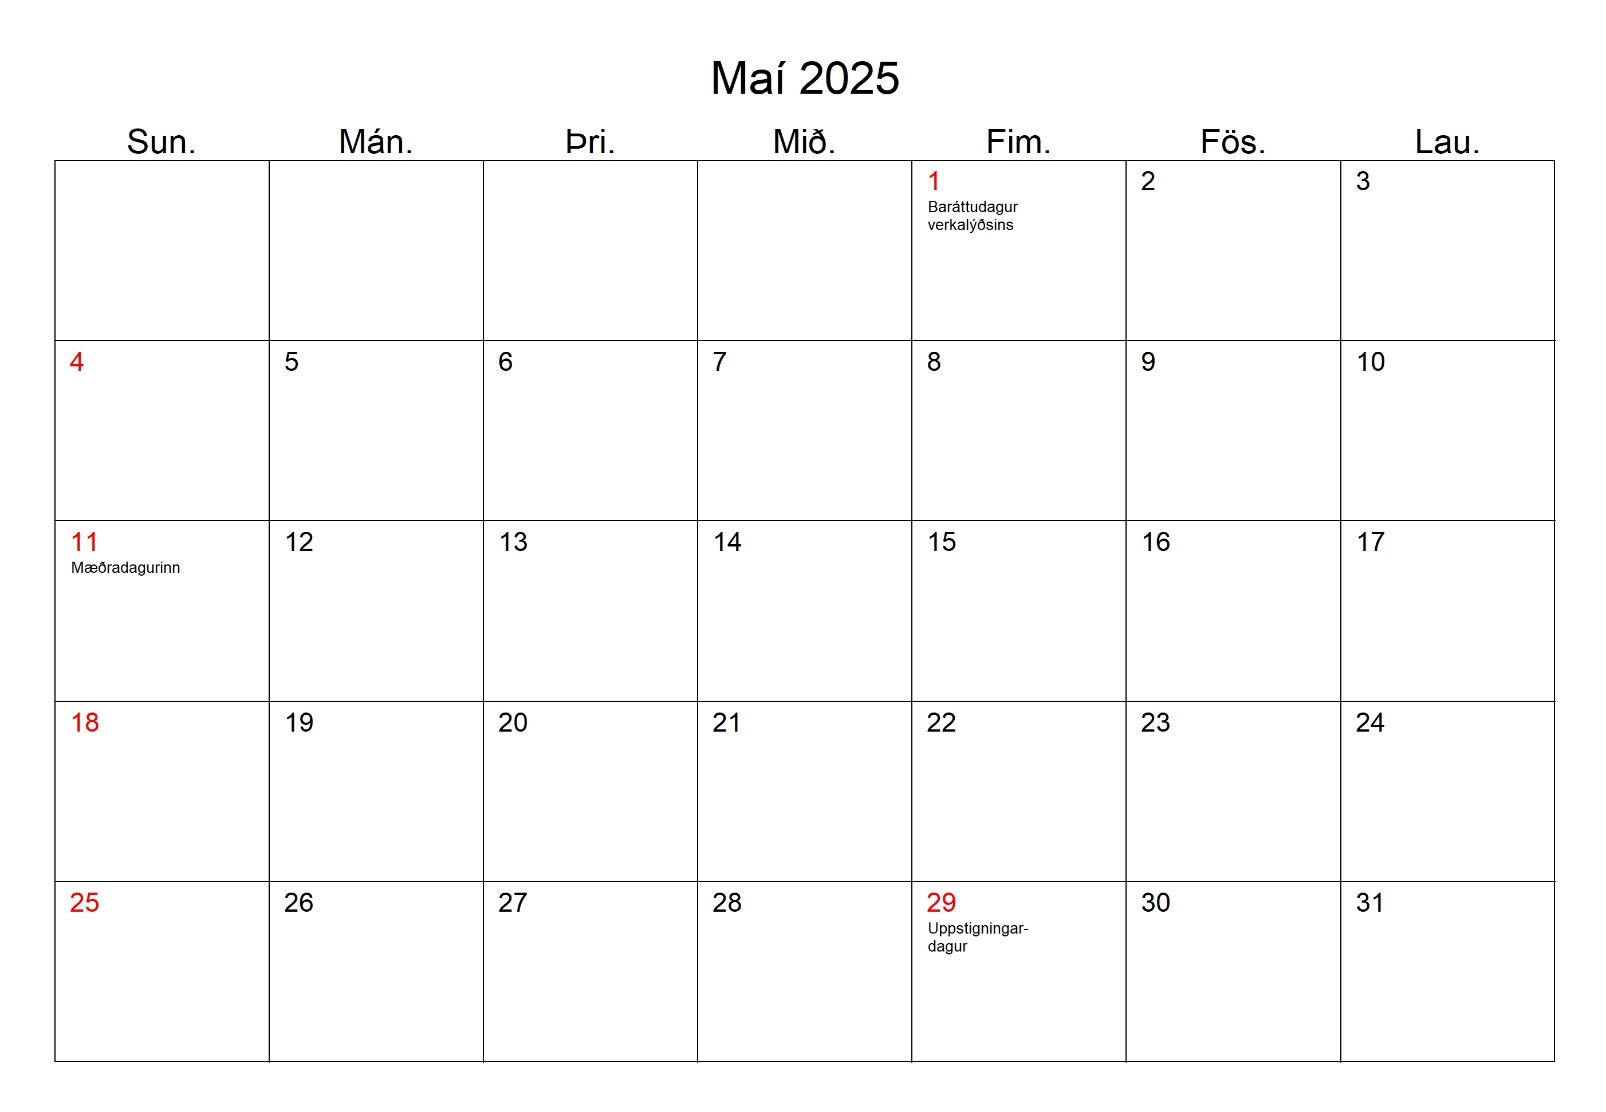 Maí 2025
Sun. Mán. Þri. Mið. Fim. Fös. Lau.
1 2 3
Baráttudagur
verkalýðsins
4 5 6 7 8 9 10
11 12 13 14 15 16 17
Mæðradagurinn
18 19 20 21 22 23 24
25 26 27 28 29 30 31
Uppstigningar-
dagur